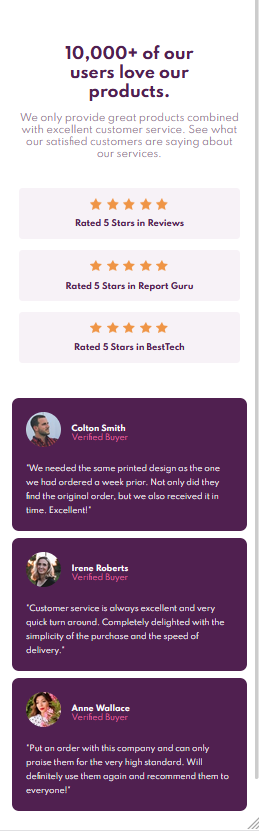 10,000+ of our
users love our
products.
We only provide great products combined
with excellent customer service. See what
our satisfied customers are saying about
our services.
Rated 5 Stars in Reviews
Rated 5 Stars in Report Guru
Rated 5 Stars in BestTech
Colton Smith
Verified Buyer
"We needed the same printed design as the one
we had ordered a week prior. Not only did they
find the original order, but we also received it in
time. Excellent!"
Irene Roberts
Verified Buyer
"Customer service is always excellent and very
quick turn around. Completely delighted with the
simplicity of the purchase and the speed of
delivery."
Anne Wallace
Verified Buyer
"Put an order with this company and can only
praise them for the very high standard. Will
definitely use them again and recommend them to
everyone!"